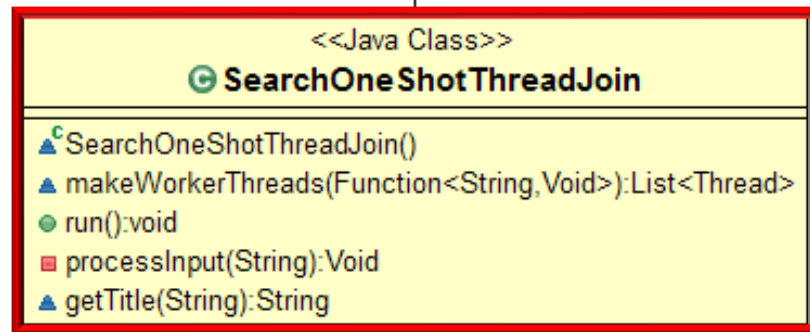 <<Java Class>>
C SearchOneShotThreadJoin
C SearchOneShotThreadJoin()
makeWorkerThreads(Function<String,Void>):List<Thread>
run():void
processInput(String):Void
getTitle(String):String